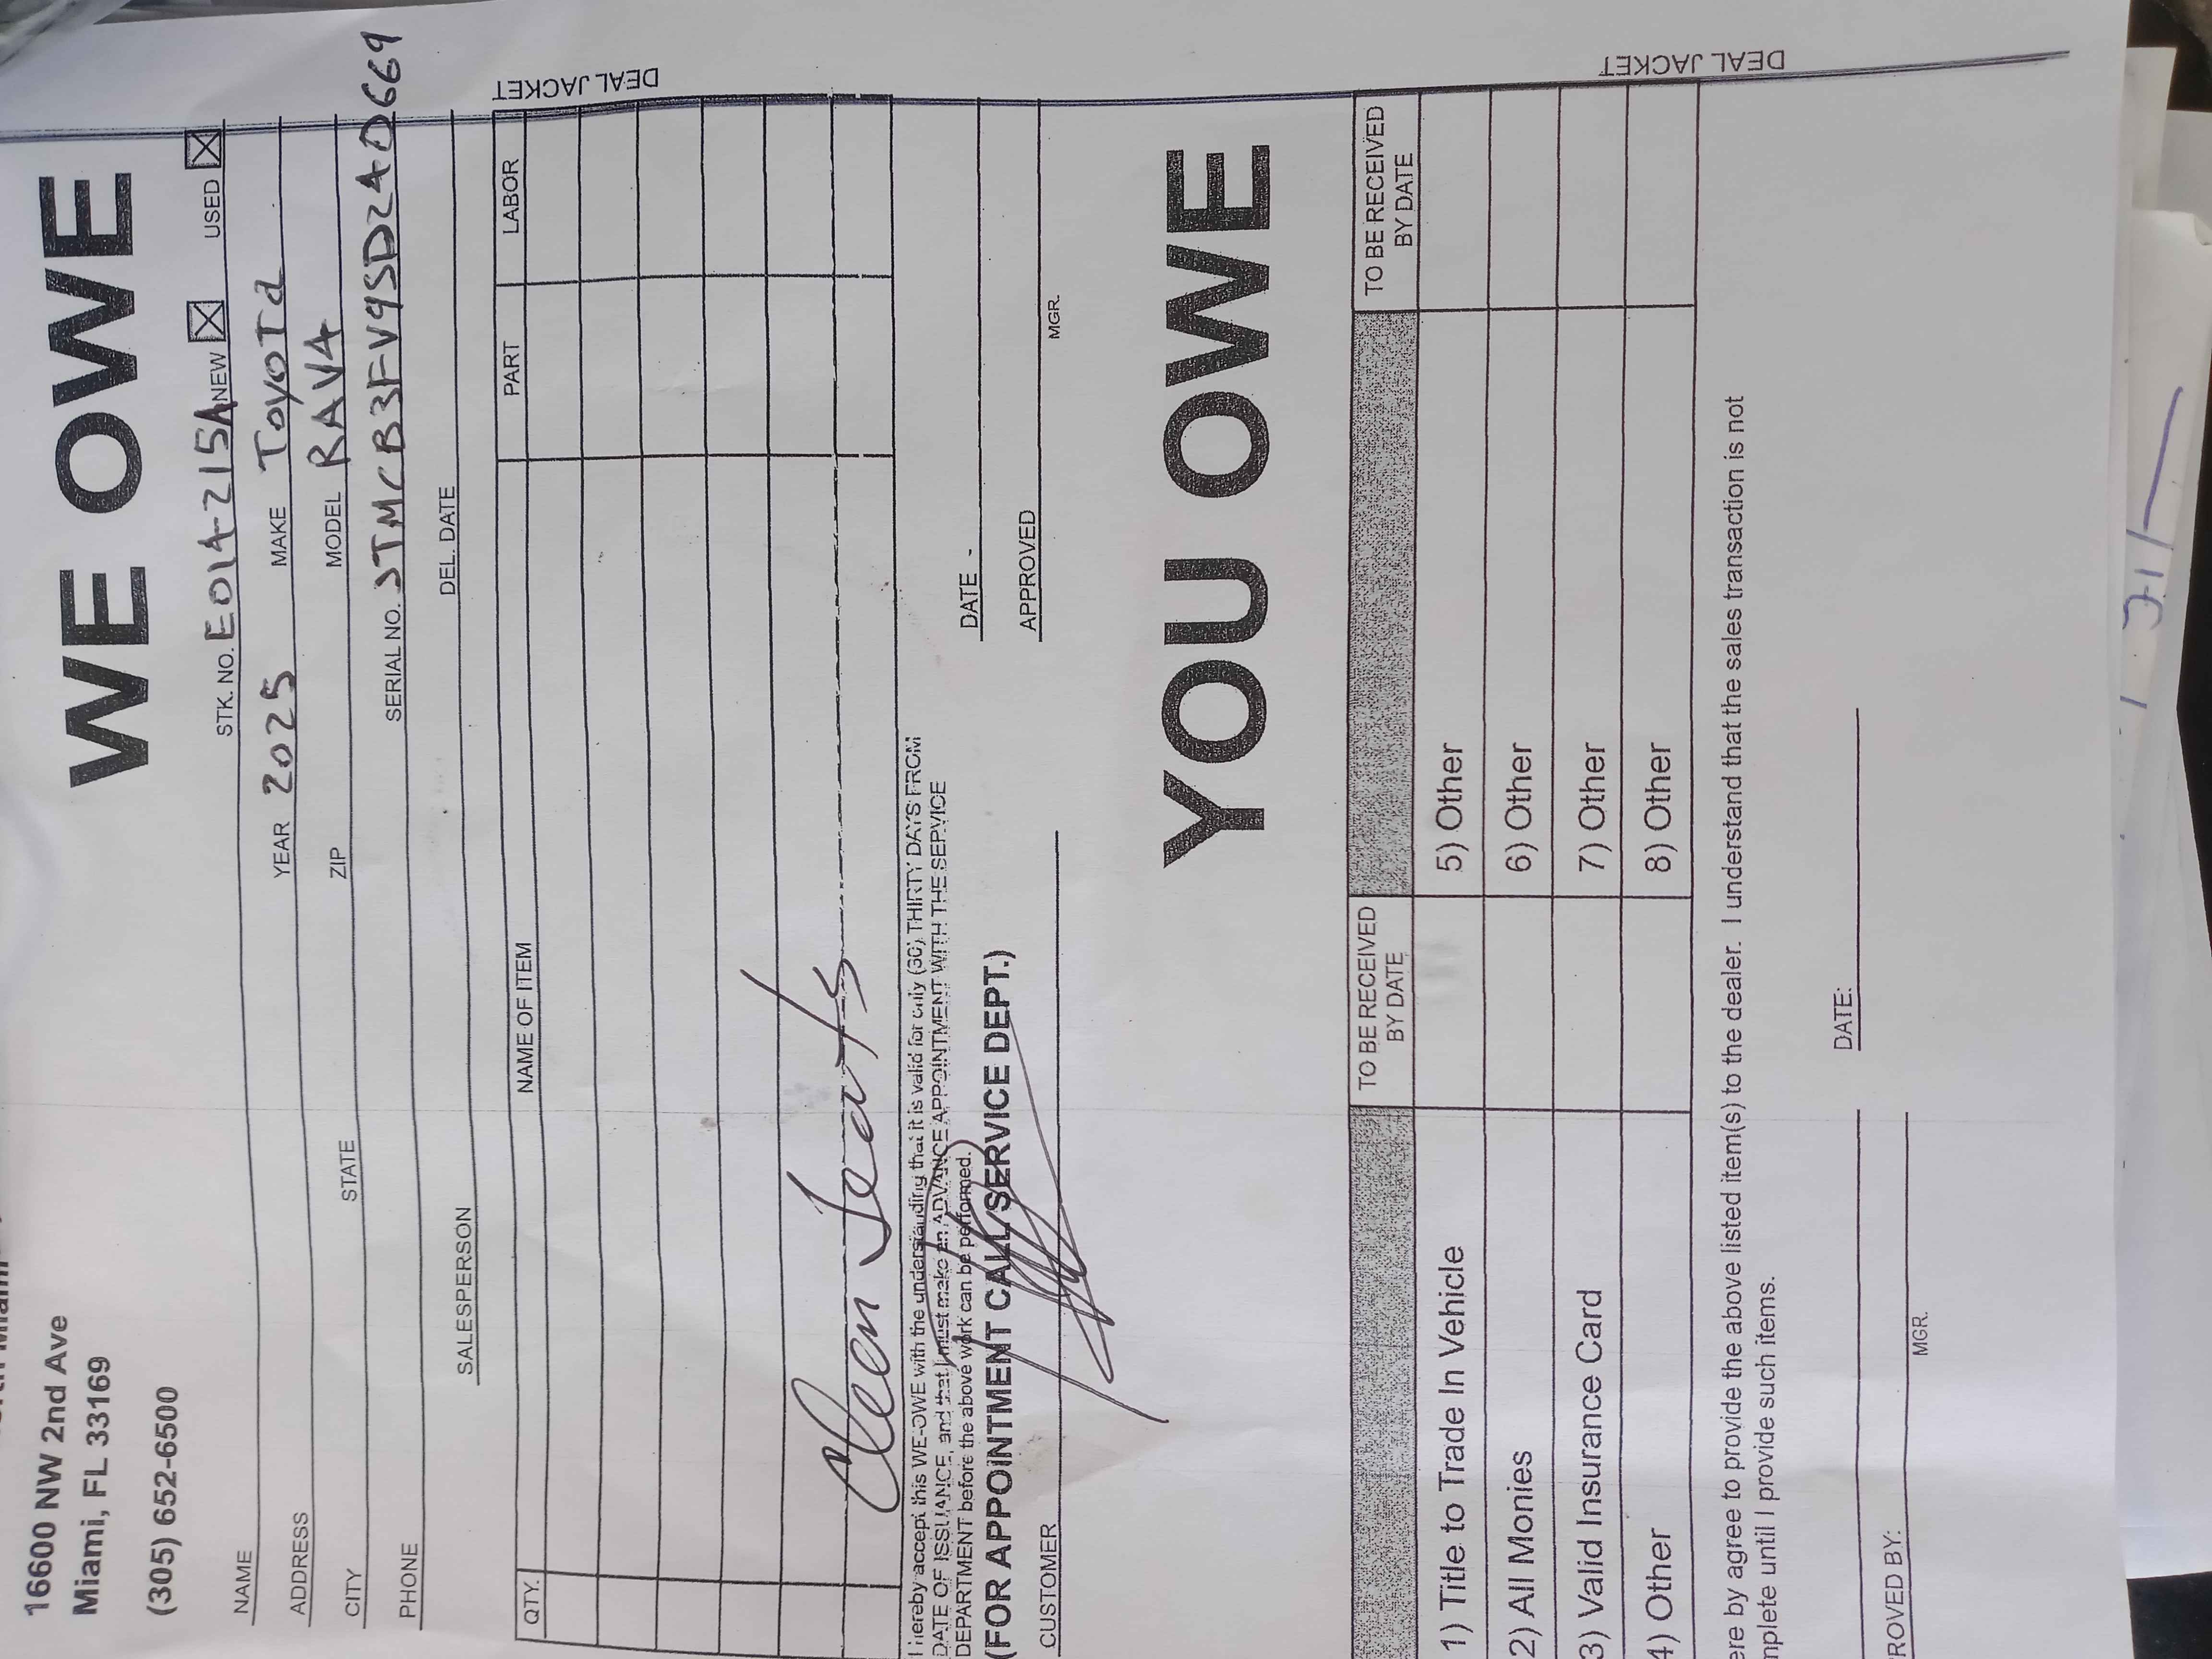 16600 NW 2nd Ave
Miami, FL 33169
(305) 652-6500
WE OWE
STK. NO. E014215A NEW ☒ USED ☒
NAME
YEAR 2025 MAKE Toyota
ADDRESS
ZIP MODEL RAV4
CITY STATE
SERIAL NO. JTMCB3FV9SD240669
PHONE
DEL. DATE
SALESPERSON
QTY. NAME OF ITEM PART LABOR
DEAL JACKET
Cleen Seats
I hereby accept this WE-OWE with the understanding that it is valid for only (30) THIRTY DAYS FROM
DATE OF ISSUANCE, and that I must make an ADVANCE APPOINTMENT WITH THE SERVICE
DEPARTMENT before the above work can be performed.
(FOR APPOINTMENT CALL/SERVICE DEPT.)
DATE
CUSTOMER
APPROVED
MGR.
YOU OWE
TO BE RECEIVED BY DATE TO BE RECEIVED BY DATE
1) Title to Trade In Vehicle 5) Other
2) All Monies 6) Other
3) Valid Insurance Card 7) Other
4) Other 8) Other
DEAL JACKET
ere by agree to provide the above listed item(s) to the dealer. I understand that the sales transaction is not
mplete until I provide such items.
DATE:
ROVED BY:
MGR.